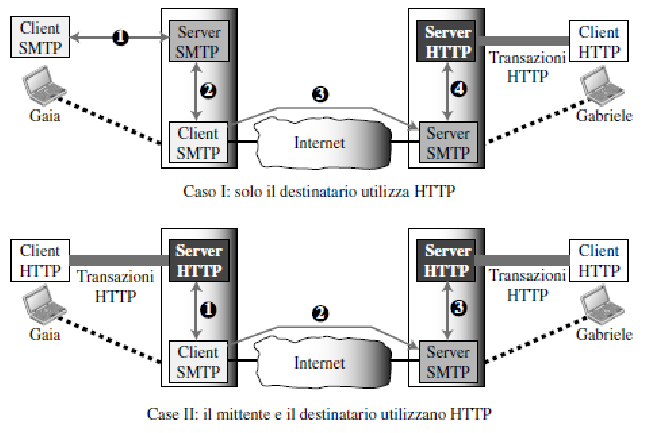 Client
SMTP
1
Server
SMTP
2
3
Server
HTTP
Transazioni
HTTP
Client
HTTP
4
Gaia
Client
SMTP
Internet
Server
SMTP
Gabriele
Caso I: solo il destinatario utilizza HTTP
Client
HTTP
Transazioni
HTTP
Server
HTTP
1
2
Server
HTTP
Transazioni
HTTP
Client
HTTP
3
Gaia
Client
SMTP
Internet
Server
SMTP
Gabriele
Case II: il mittente e il destinatario utilizzano HTTP